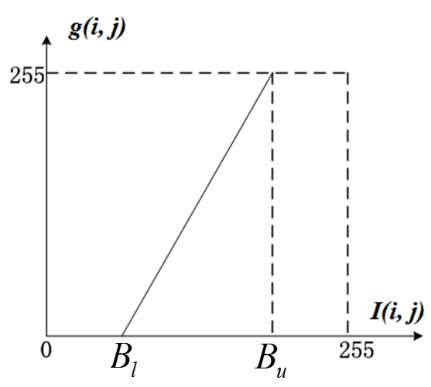 g(i, j)
255
I(i, j)
0 B_l B_u 255